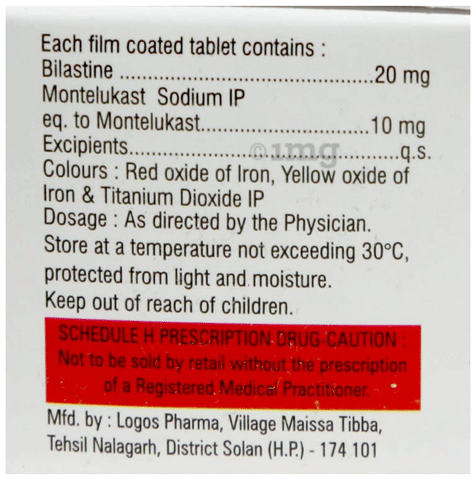 Each film coated tablet contains :
Bilastine ........................................20 mg
Montelukast Sodium IP
eq. to Montelukast..........................10 mg
Excipients........................................q.s.
Colours : Red oxide of Iron, Yellow oxide of
Iron & Titanium Dioxide IP
Dosage : As directed by the Physician.
Store at a temperature not exceeding 30°C,
protected from light and moisture.
Keep out of reach of children.
SCHEDULE H PRESCRIPTION DRUG-CAUTION :
Not to be sold by retail without the prescription
of a Registered Medical Practitioner.
Mfd. by : Logos Pharma, Village Maissa Tibba,
Tehsil Nalagarh, District Solan (H.P.) - 174 101
©1mg